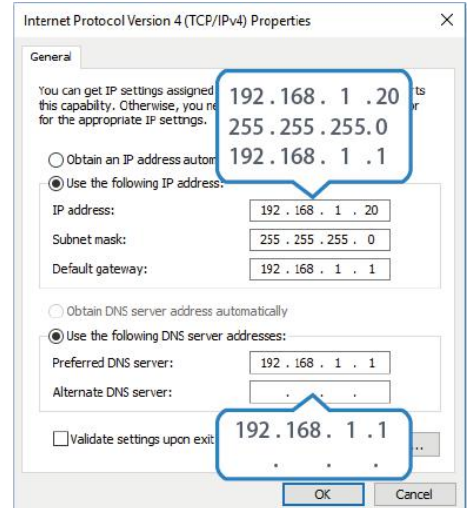 Internet Protocol Version 4 (TCP/IPv4) Properties
General
You can get IP settings assigned
this capability. Otherwise, you
for the appropriate IP settings.
192.168. 1 .20
255.255.255.0
192.168. 1 .1
Obtain an IP address
Use the following IP address:
IP address: 192 . 168 . 1 . 20
Subnet mask: 255 . 255 . 255 . 0
Default gateway: 192 . 168 . 1 . 1
Obtain DNS server address automatically
Use the following DNS server addresses:
Preferred DNS server: 192 . 168 . 1 . 1
Alternate DNS server: . . .
Validate settings upon exit
192.168. 1 .1
. . .
...
OK Cancel